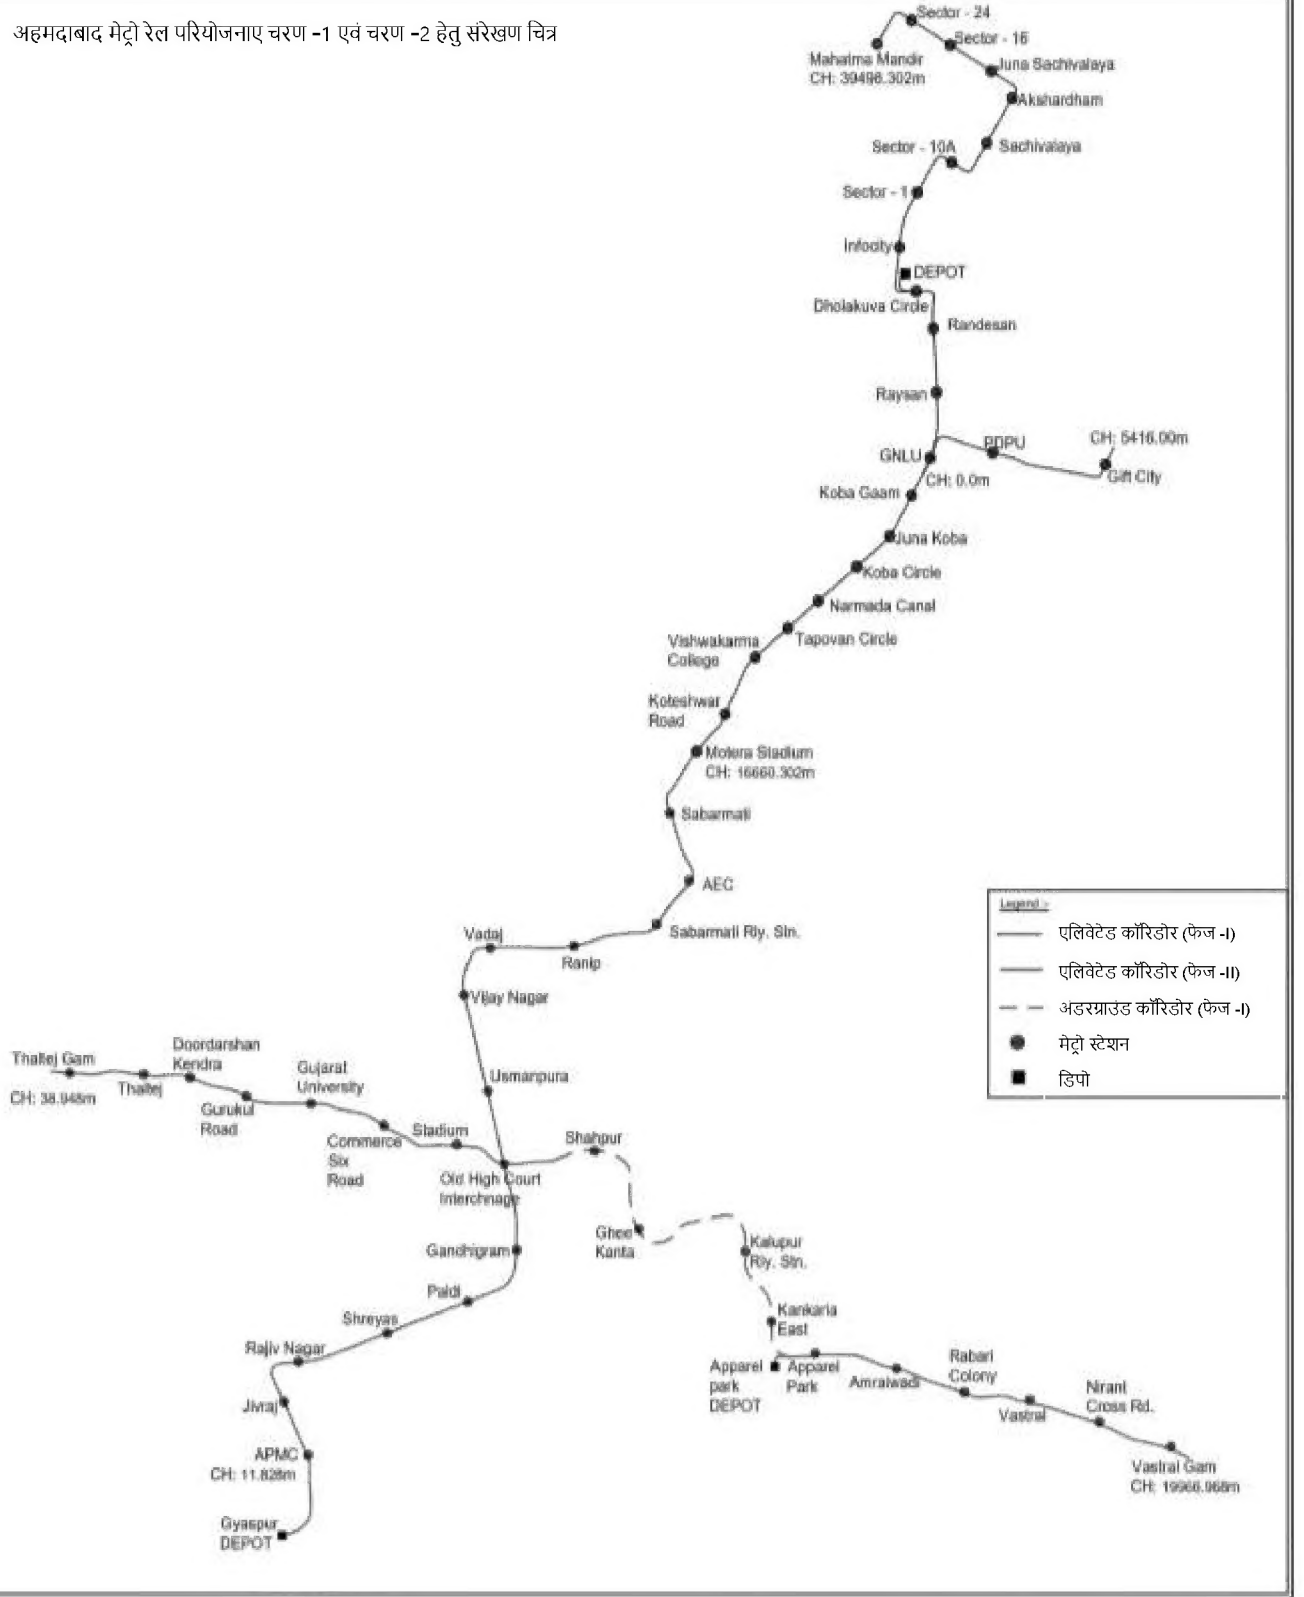 अहमदाबाद मेट्रो रेल परियोजनाए चरण -1 एवं चरण -2 हेतु संरेखण चित्र
Sector - 24
Sector - 16
Mahatma Mandir
CH: 39496.302m
Juna Sachivalaya
Akshardham
Sector - 10A
Sachivalaya
Sector - 1
Infocity
DEPOT
Dholakuva Circle
Randesan
Raysan
PDPU
CH: 5416.00m
GNLU
Gift City
CH: 0.0m
Koba Gaam
Juna Koba
Koba Circle
Narmada Canal
Tapovan Circle
Vishwakarma
College
Koteshwar
Road
Motera Stadium
CH: 16660.302m
Sabarmati
AEC
Sabarmati Rly. Stn.
Vadaj
Ranip
Vijay Nagar
Usmanpura
Legend :-
एलिवेटेड कॉरिडोर (फेज -I)
एलिवेटेड कॉरिडोर (फेज -II)
अंडरग्राउंड कॉरिडोर (फेज -I)
मेट्रो स्टेशन
डिपो
Thaltej Gam
CH: 38.948m
Thaltej
Doordarshan
Kendra
Gurukul
Road
Gujarat
University
Commerce
Six
Road
Stadium
Old High Court
Interchnage
Shahpur
Ghee
Kanta
Kalupur
Rly. Stn.
Kankaria
East
Gandhigram
Paldi
Shreyas
Rajiv Nagar
Jivraj
APMC
CH: 11.828m
Gyaspur
DEPOT
Apparel
park
DEPOT
Apparel
Park
Amraiwadi
Rabari
Colony
Vastral
Nirant
Cross Rd.
Vastral Gam
CH: 19966.968m